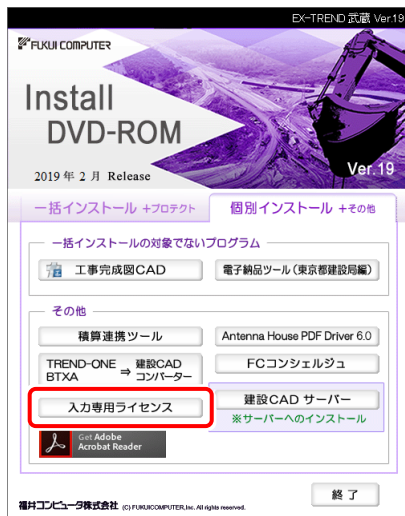 EX-TREND 武蔵 Ver.19
FUKUI COMPUTER
Install
DVD-ROM
2019 年 2 月 Release
Ver.19
一括インストール +プロテクト
個別インストール +その他
一括インストールの対象でないプログラム
工事完成図CAD
電子納品ツール（東京都建設局編）
その他
積算連携ツール
Antenna House PDF Driver 6.0
TREND-ONE ⇒ 建設CAD
BTXA コンバーター
FCコンシェルジュ
入力専用ライセンス
建設CAD サーバー
※サーバーへのインストール
Get Adobe
Acrobat Reader
終 了
福井コンピュータ株式会社 (C) FUKUICOMPUTER, Inc. All rights reserved.